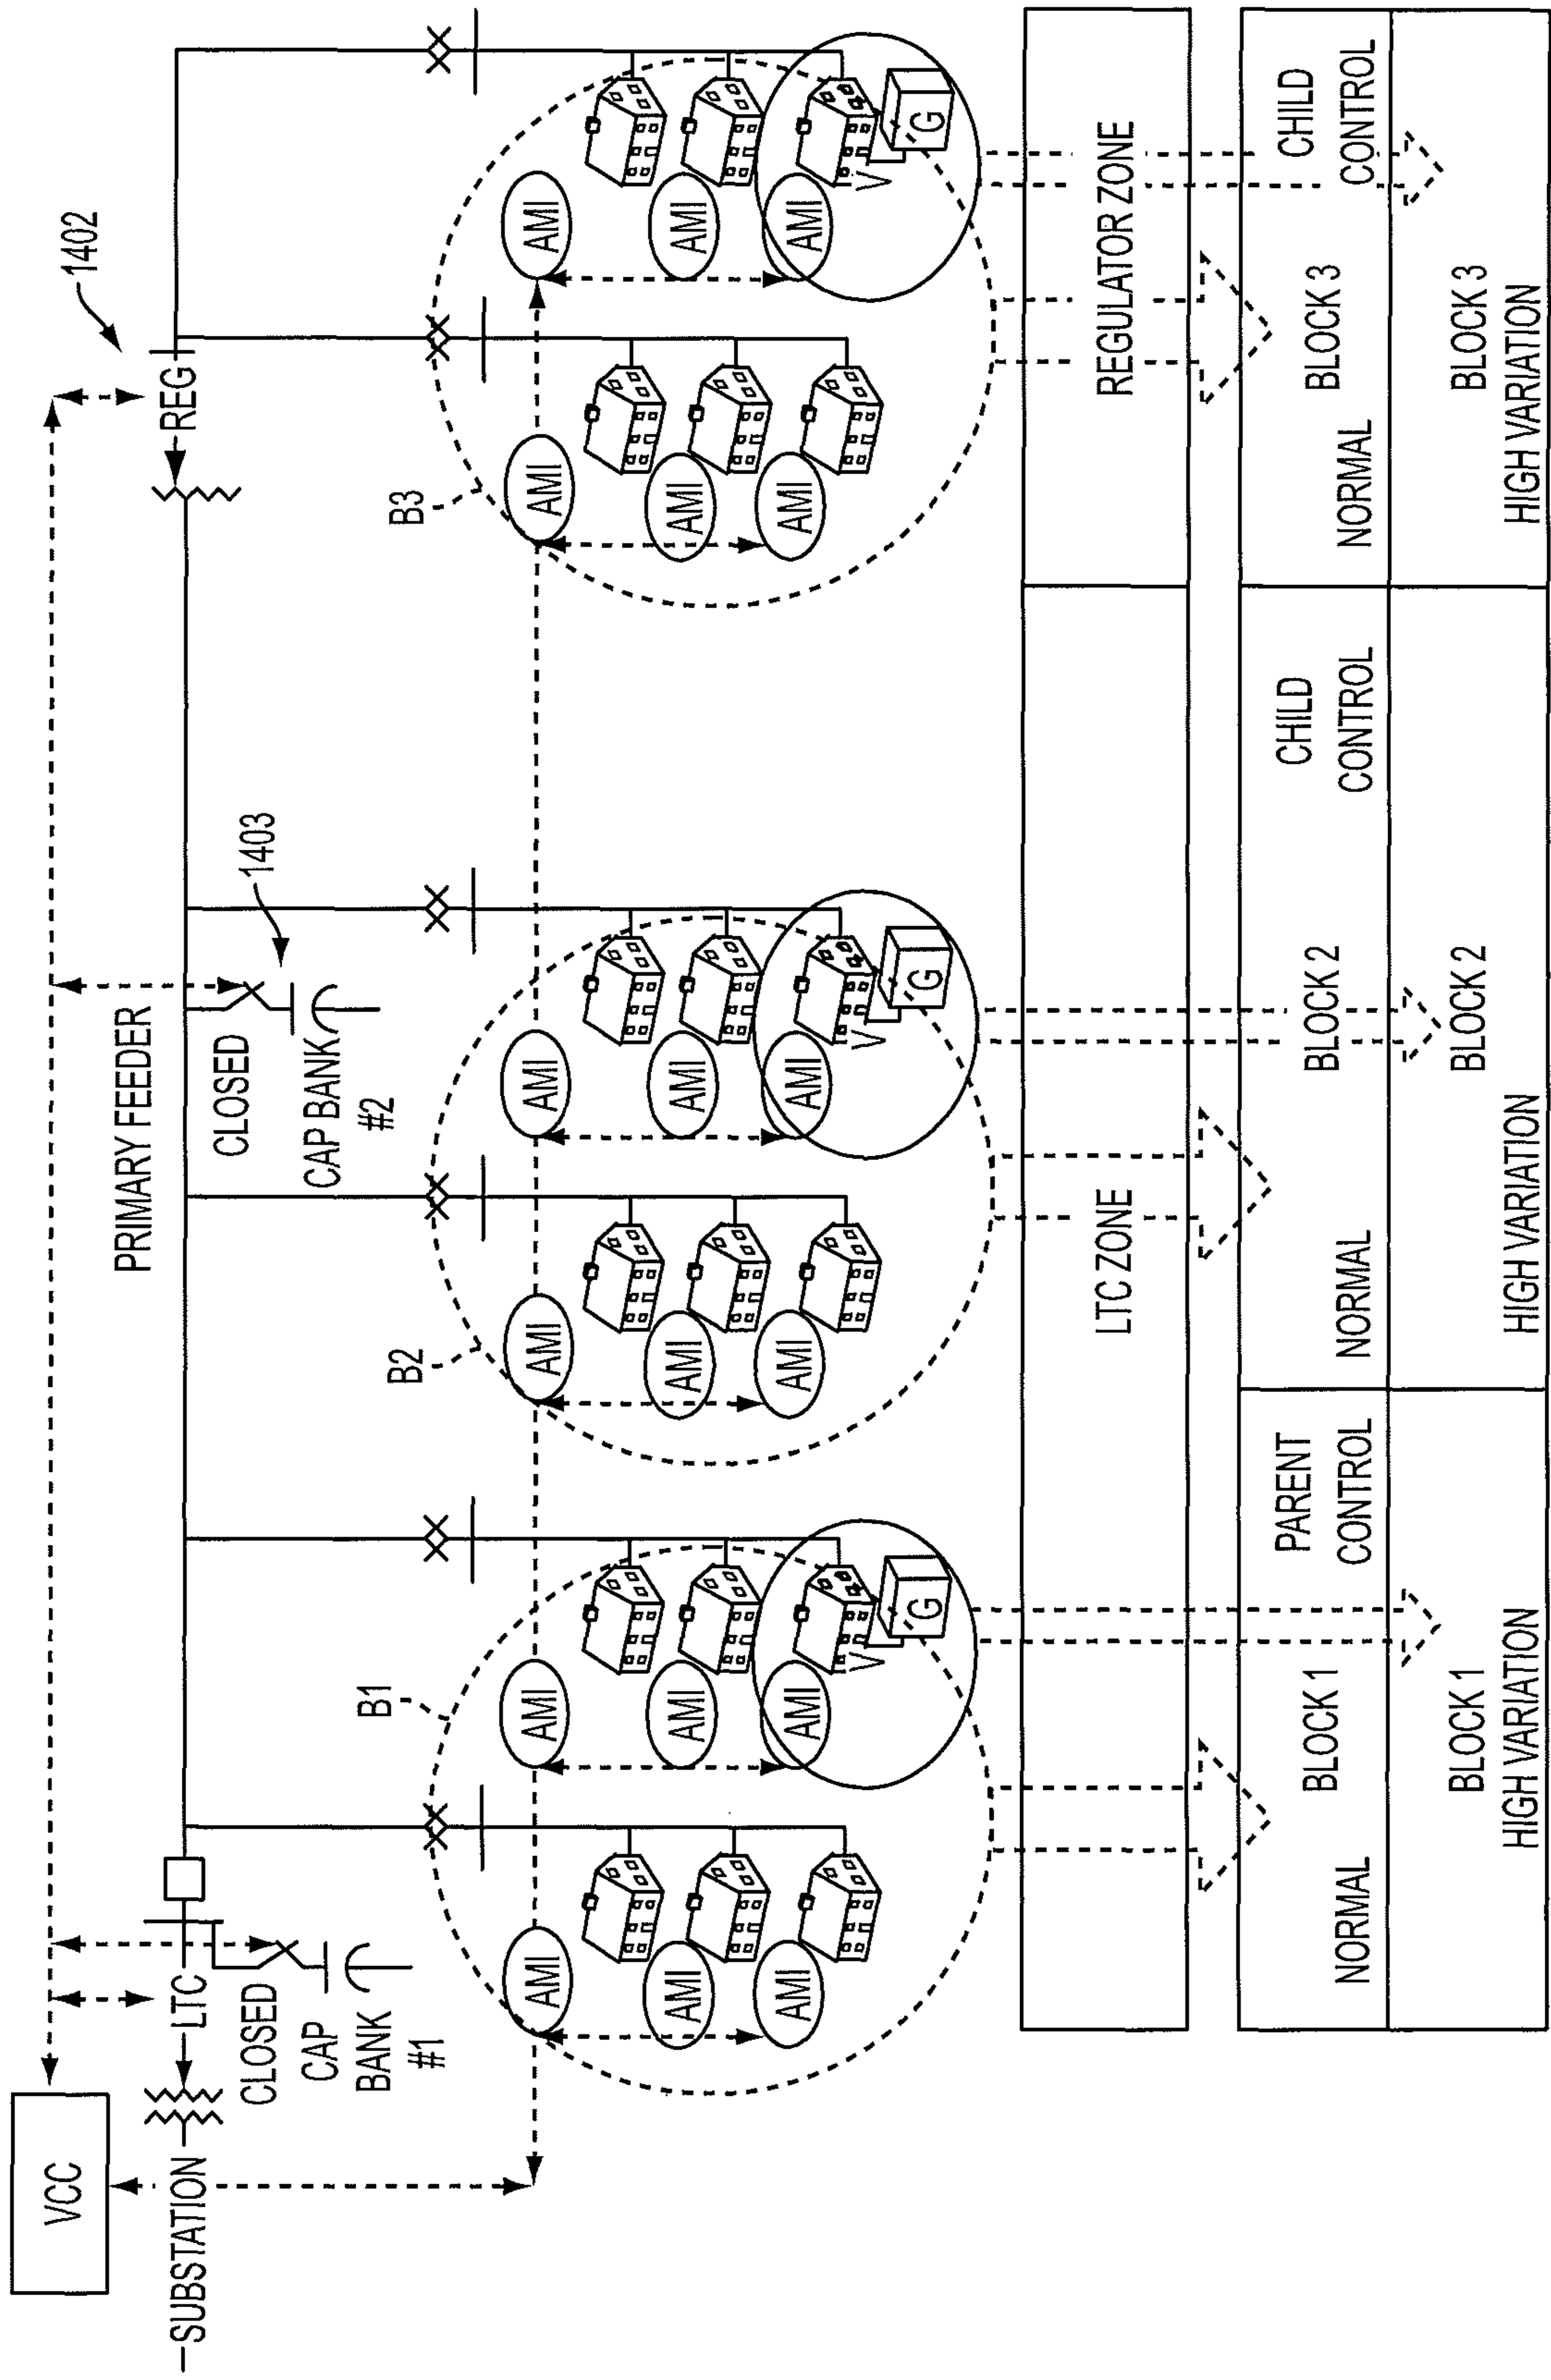 VCC
SUBSTATION
LTC
CLOSED
CAP
BANK
#1
PRIMARY FEEDER
CLOSED
CAP BANK
#2
1403
REG
1402
B1
AMI
AMI
AMI
AMI
AMI
AMI
V
G
B2
AMI
AMI
AMI
AMI
AMI
AMI
V
G
B3
AMI
AMI
AMI
AMI
AMI
AMI
V
G
LTC ZONE
REGULATOR ZONE
PARENT
BLOCK 1
NORMAL
CONTROL
BLOCK 1
HIGH VARIATION
CHILD
BLOCK 2
NORMAL
CONTROL
BLOCK 2
HIGH VARIATION
CHILD
BLOCK 3
NORMAL
CONTROL
BLOCK 3
HIGH VARIATION